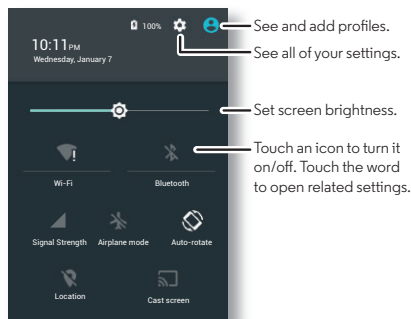 100%
See and add profiles.
10:11PM
Wednesday, January 7
See all of your settings.
Set screen brightness.
Touch an icon to turn it
on/off. Touch the word
to open related settings.
Wi-Fi
Bluetooth
Signal Strength
Airplane mode
Auto-rotate
Location
Cast screen